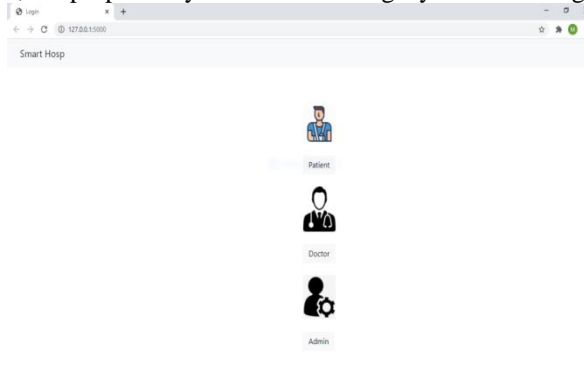 Login
127.0.0.1:5000
Smart Hosp
Patient
Doctor
Admin